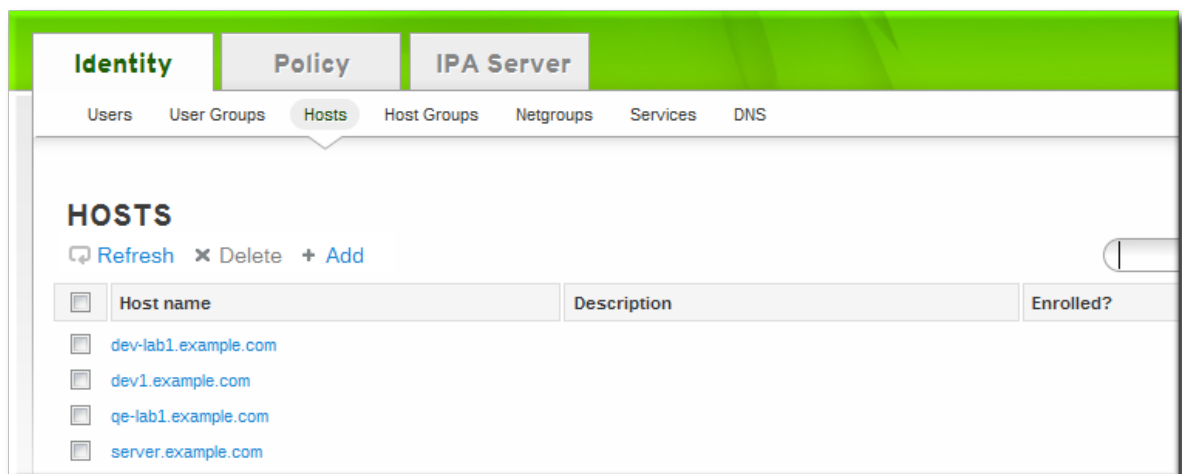 Identity Policy IPA Server
Users User Groups Hosts Host Groups Netgroups Services DNS
HOSTS
Refresh Delete Add
Host name Description Enrolled?
dev-lab1.example.com
dev1.example.com
qe-lab1.example.com
server.example.com